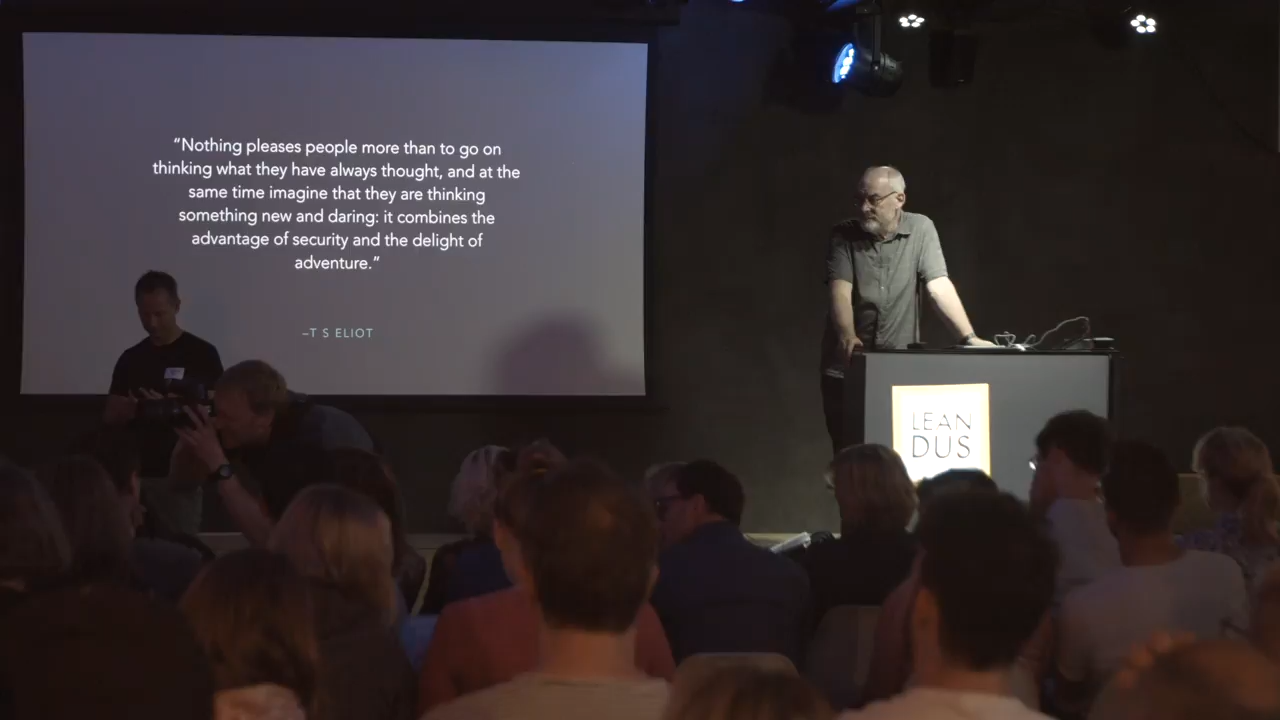 “Nothing pleases people more than to go on
thinking what they have always thought, and at the
same time imagine that they are thinking
something new and daring: it combines the
advantage of security and the delight of
adventure.”
–T S ELIOT
LEAN
DUS